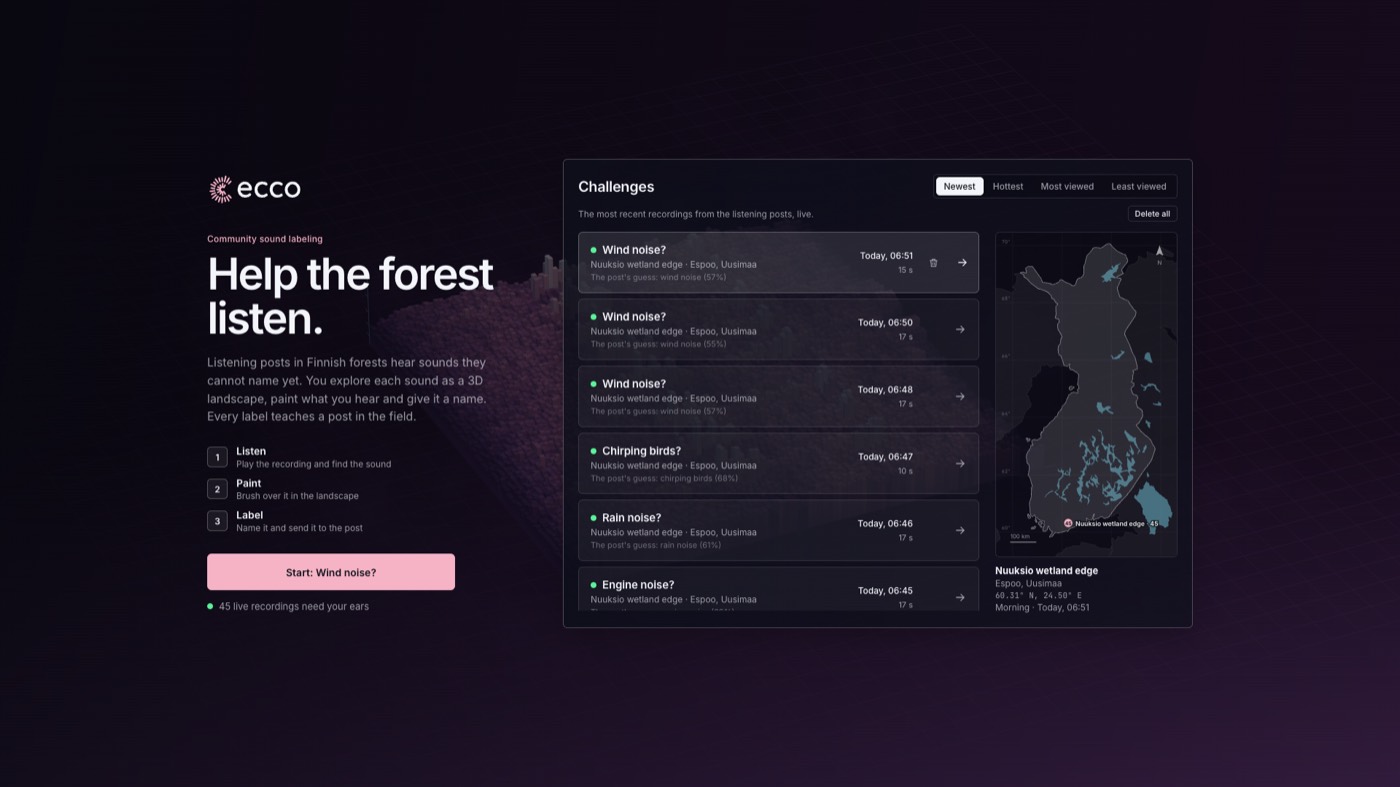 ecco
Community sound labeling
Help the forest
listen.
Listening posts in Finnish forests hear sounds they
cannot name yet. You explore each sound as a 3D
landscape, paint what you hear and give it a name.
Every label teaches a post in the field.
1 Listen
Play the recording and find the sound
2 Paint
Brush over it in the landscape
3 Label
Name it and send it to the post
Start: Wind noise?
45 live recordings need your ears
Challenges
Newest Hottest Most viewed Least viewed
The most recent recordings from the listening posts, live.
Delete all
Wind noise?
Nuuksio wetland edge · Espoo, Uusimaa
The post's guess: wind noise (57%)
Today, 06:51
15 s
Wind noise?
Nuuksio wetland edge · Espoo, Uusimaa
The post's guess: wind noise (55%)
Today, 06:50
17 s
Wind noise?
Nuuksio wetland edge · Espoo, Uusimaa
The post's guess: wind noise (57%)
Today, 06:48
17 s
Chirping birds?
Nuuksio wetland edge · Espoo, Uusimaa
The post's guess: chirping birds (68%)
Today, 06:47
10 s
Rain noise?
Nuuksio wetland edge · Espoo, Uusimaa
The post's guess: rain noise (61%)
Today, 06:46
17 s
Engine noise?
Nuuksio wetland edge · Espoo, Uusimaa
Today, 06:45
17 s
N
Nuuksio wetland edge · 45
100 km
Nuuksio wetland edge
Espoo, Uusimaa
60.31° N, 24.50° E
Morning · Today, 06:51